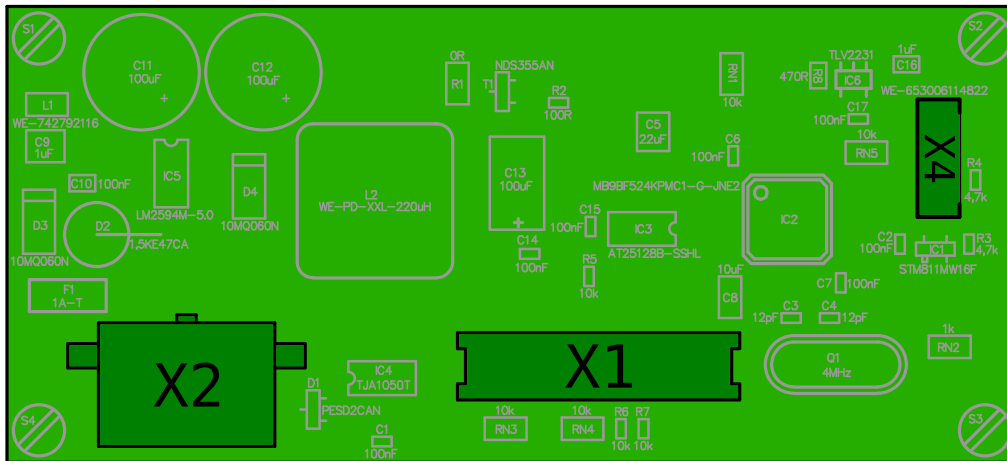 S1
C11
100uF
+
C12
100uF
+
0R
R1
NDS355AN
T1
R2
100R
RN1
10k
TLV2231
470R
R8
IC6
1uF
C16
S2
WE-653006114822
L1
WE-742792116
C9
1uF
C10
100nF
IC5
LM2594M-5.0
D4
10MQ060N
D3
10MQ060N
D2
1,5KE47CA
F1
1A-T
L2
WE-PD-XXL-220uH
C13
100uF
+
C14
100nF
C15
100nF
C5
22uF
C6
100nF
C17
100nF
10k
RN5
X4
R4
4,7k
MB9BF524KPMC1-G-JNE2
IC2
IC3
AT25128B-SSHL
R5
10k
10uF
C8
C7
100nF
C2
100nF
IC1
STM811MW16F
R3
4,7k
C3
12pF
C4
12pF
1k
RN2
Q1
4MHz
X2
X1
IC4
TJA1050T
D1
PESD2CAN
C1
100nF
10k
RN3
10k
RN4
R6
10k
R7
10k
S4
S3